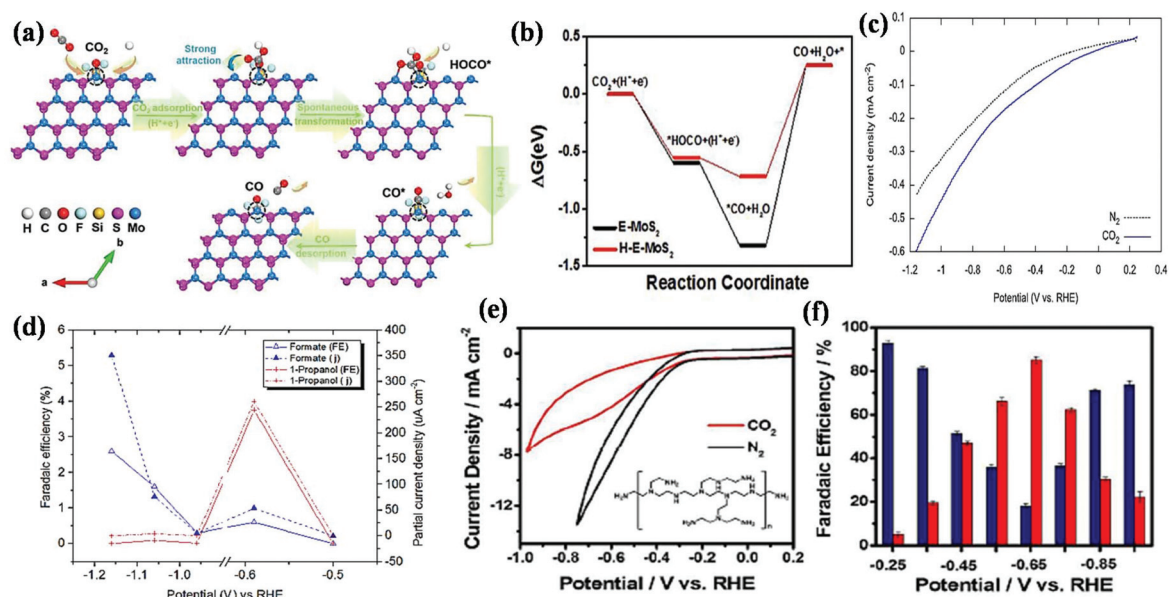 (a)
CO₂
Strong
attraction
HOCO*
CO₂ adsorption
(H⁺+e⁻)
Spontaneous
transformation
(H⁺+e⁻)
CO
CO*
CO
desorption
H C O F Si S Mo
b
a
(b)
ΔG(eV)
0.5
0.0
-0.5
-1.0
-1.5
CO₂+(H⁺+e⁻)
*HOCO+(H⁺+e⁻)
*CO+H₂O
CO+H₂O+*
E-MoS₂
H-E-MoS₂
Reaction Coordinate
(c)
Current density (mA cm⁻²)
0.1
0
-0.1
-0.2
-0.3
-0.4
-0.5
-0.6
N₂
CO₂
-1.2 -1 -0.8 -0.6 -0.4 -0.2 0 0.2 0.4
Potential (V vs. RHE)
(d)
Faradaic efficiency (%)
6
5
4
3
2
1
0
Formate (FE)
Formate (j)
1-Propanol (FE)
1-Propanol (j)
400
350
300
250
200
150
100
50
0
-50
Partial current density (uA cm⁻²)
-1.2 -1.1 -1.0 -0.6 -0.5
Potential (V) vs. RHE
(e)
Current Density / mA cm⁻²
0
-4
-8
-12
CO₂
N₂
NH₂
NH₂
H₂N
N
N
H
N
N
H
N
N
H
N
NH₂
n
H₂N
N
NH₂
-1.0 -0.8 -0.6 -0.4 -0.2 0.0 0.2
Potential / V vs. RHE
(f)
Faradaic Efficiency / %
100
80
60
40
20
0
-0.25 -0.45 -0.65 -0.85
Potential / V vs. RHE